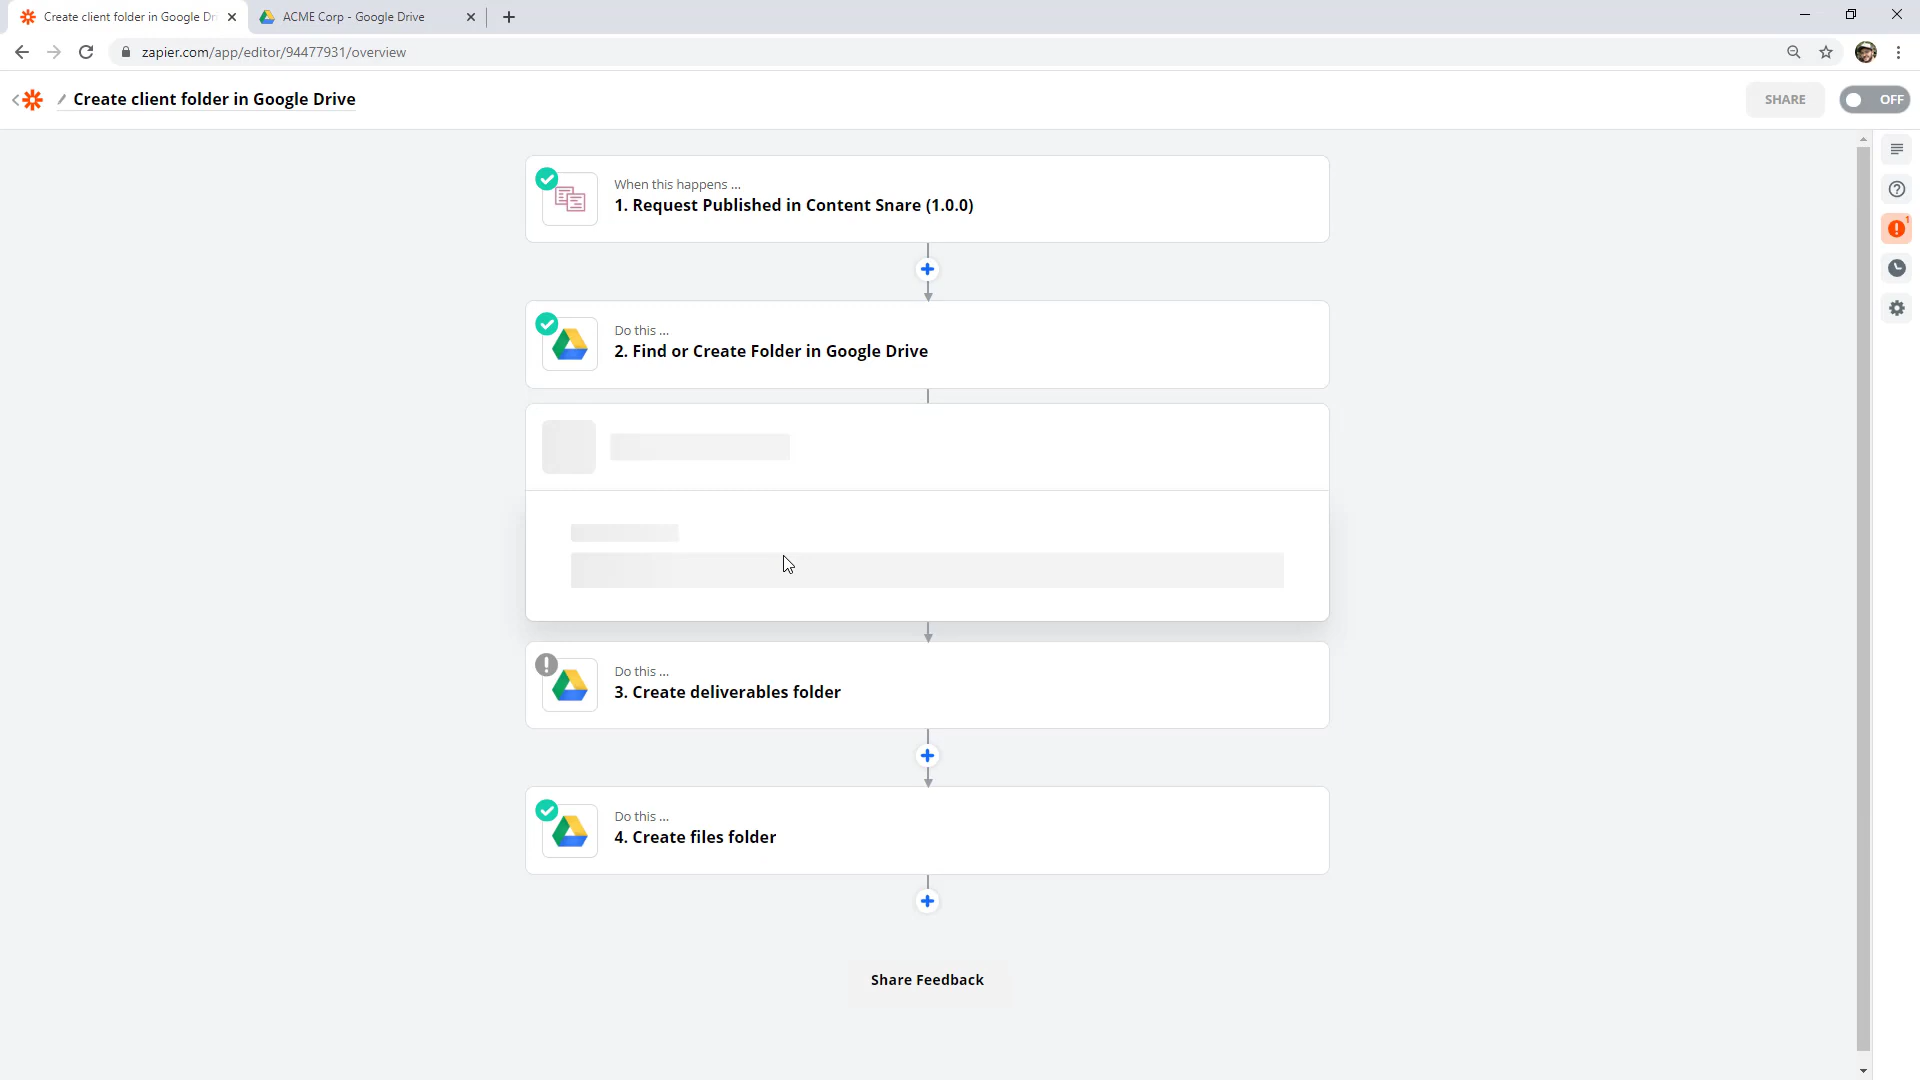 Create client folder in Google Dri
ACME Corp - Google Drive
zapier.com/app/editor/94477931/overview
Create client folder in Google Drive
SHARE
OFF
When this happens ...
1. Request Published in Content Snare (1.0.0)
Do this ...
2. Find or Create Folder in Google Drive
Do this ...
3. Create deliverables folder
Do this ...
4. Create files folder
Share Feedback
1